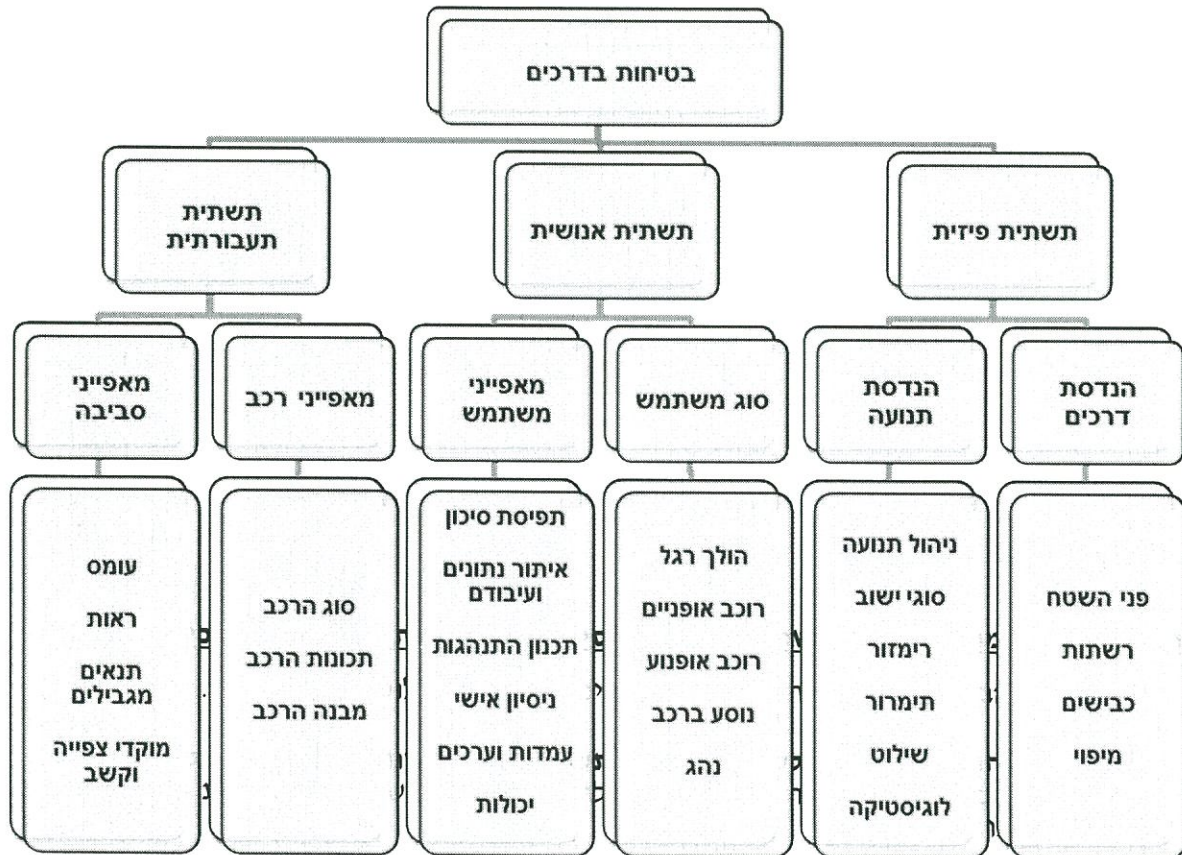 בטיחות בדרכים
תשתית פיזית
תשתית אנושית
תשתית
תעבורתית
הנדסת
דרכים
הנדסת
תנועה
סוג משתמש
מאפייני
משתמש
מאפייני רכב
מאפייני
סביבה
פני השטח
רשתות
כבישים
מיפוי
ניהול תנועה
סוגי ישוב
רימזור
תימרור
שילוט
לוגיסטיקה
הולך רגל
רוכב אופניים
רוכב אופנוע
נוסע ברכב
נהג
תפיסת סיכון
איתור נתונים
ועיבודם
תכנון התנהגות
ניסיון אישי
עמדות וערכים
יכולות
סוג הרכב
תכונות הרכב
מבנה הרכב
עומס
ראות
תנאים
מגבילים
מוקדי צפייה
וקשב